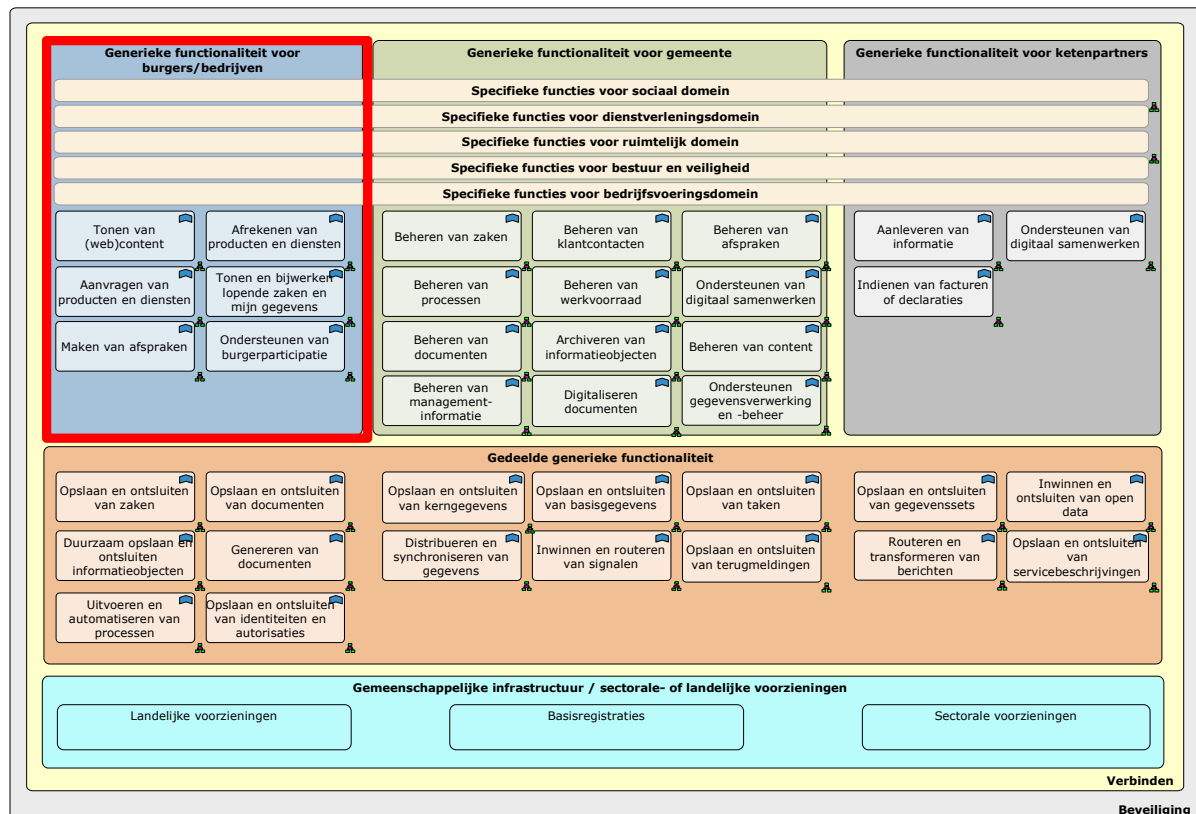 Generieke functionaliteit voor
burgers/bedrijven
Generieke functionaliteit voor gemeente
Generieke functionaliteit voor ketenpartners
Specifieke functies voor sociaal domein
Specifieke functies voor dienstverleningsdomein
Specifieke functies voor ruimtelijk domein
Specifieke functies voor bestuur en veiligheid
Specifieke functies voor bedrijfsvoeringsdomein
Tonen van
(web)content
Afrekenen van
producten en diensten
Aanvragen van
producten en diensten
Tonen en bijwerken
lopende zaken en
mijn gegevens
Maken van afspraken
Ondersteunen van
burgerparticipatie
Beheren van zaken
Beheren van
klantcontacten
Beheren van
afspraken
Beheren van
processen
Beheren van
werkvoorraad
Ondersteunen van
digitaal samenwerken
Beheren van
documenten
Archiveren van
informatieobjecten
Beheren van content
Beheren van
management-
informatie
Digitaliseren
documenten
Ondersteunen
gegevensverwerking
en -beheer
Aanleveren van
informatie
Ondersteunen van
digitaal samenwerken
Indienen van facturen
of declaraties
Gedeelde generieke functionaliteit
Opslaan en ontsluiten
van zaken
Opslaan en ontsluiten
van documenten
Opslaan en ontsluiten
van kerngegevens
Opslaan en ontsluiten
van basisgegevens
Opslaan en ontsluiten
van taken
Opslaan en ontsluiten
van gegevenssets
Inwinnen en
ontsluiten van open
data
Duurzaam opslaan en
ontsluiten
informatieobjecten
Genereren van
documenten
Distribueren en
synchroniseren van
gegevens
Inwinnen en routeren
van signalen
Opslaan en ontsluiten
van terugmeldingen
Routeren en
transformeren van
berichten
Opslaan en ontsluiten
van
servicebeschrijvingen
Uitvoeren en
automatiseren van
processen
Opslaan en ontsluiten
van identiteiten en
autorisaties
Gemeenschappelijke infrastructuur / sectorale- of landelijke voorzieningen
Landelijke voorzieningen
Basisregistraties
Sectorale voorzieningen
Verbinden
Beveiliging